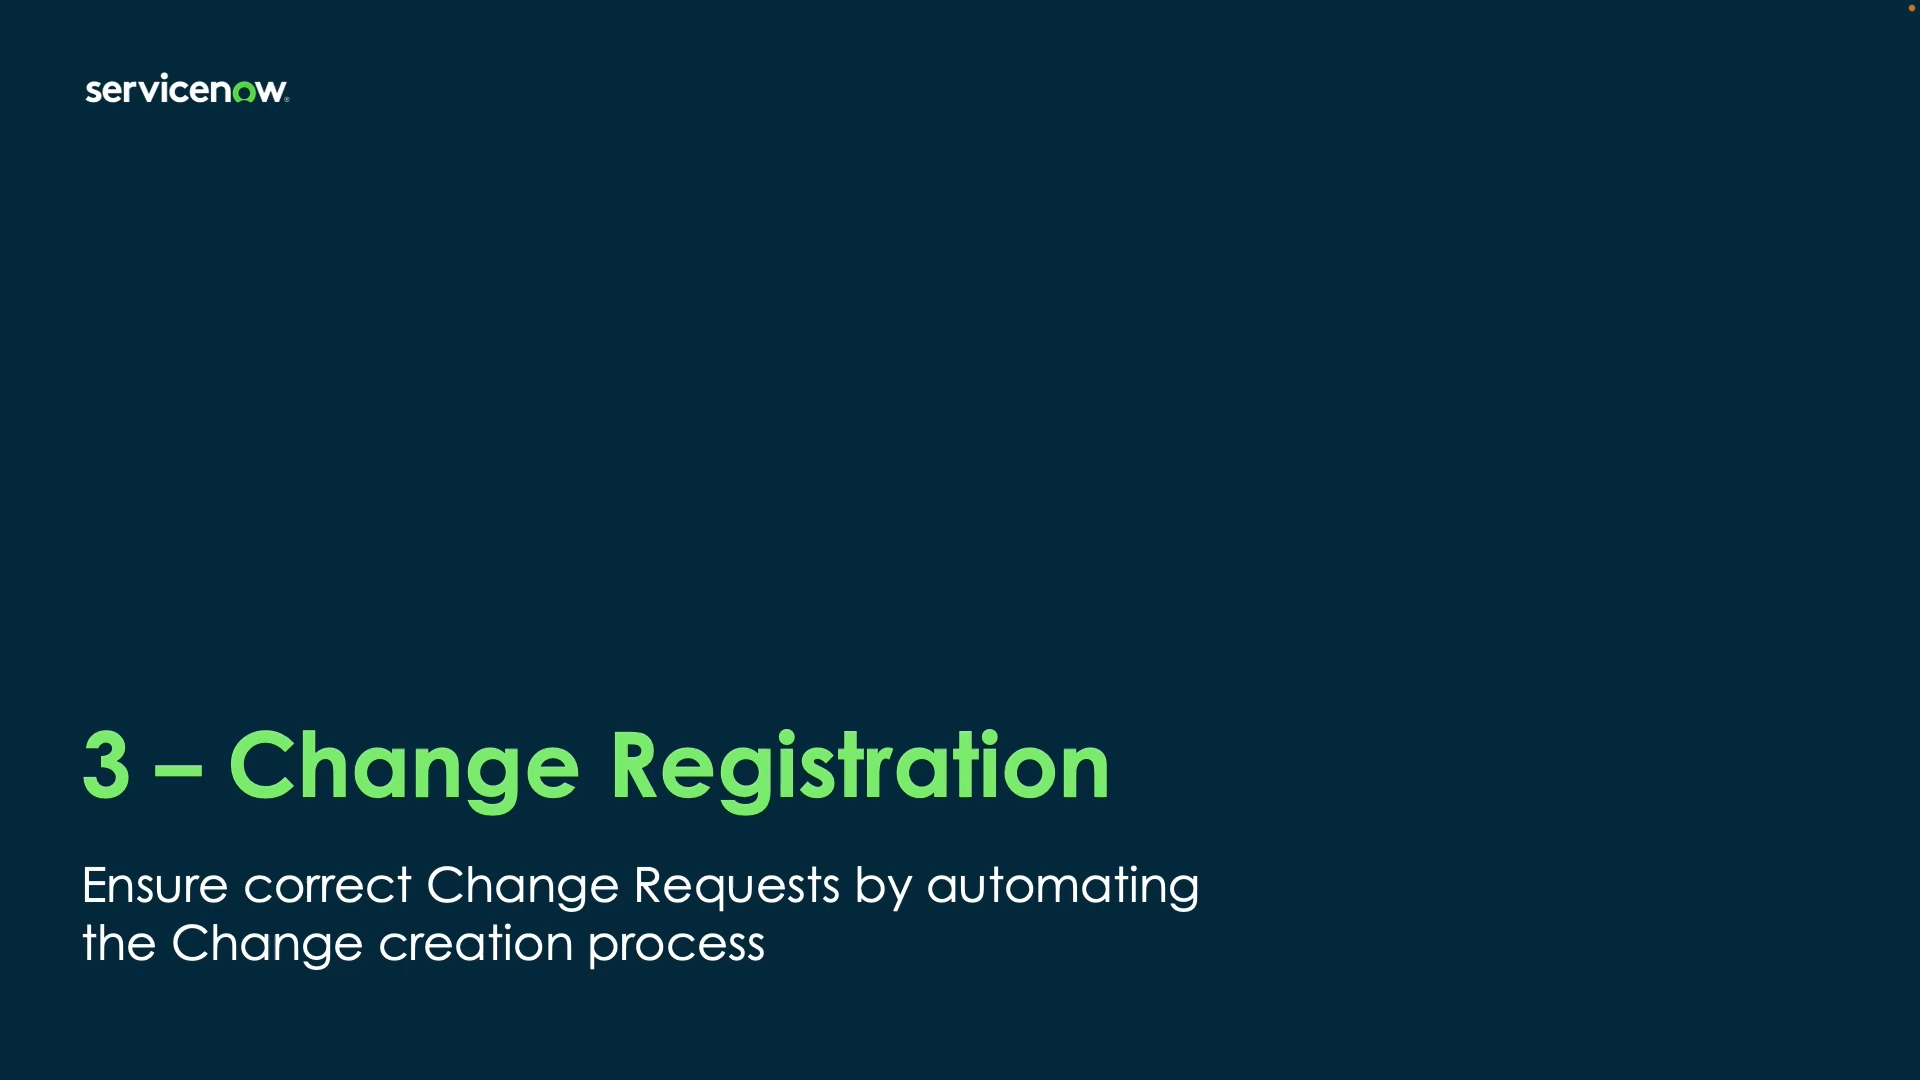 servicenow®
3 – Change Registration
Ensure correct Change Requests by automating
the Change creation process